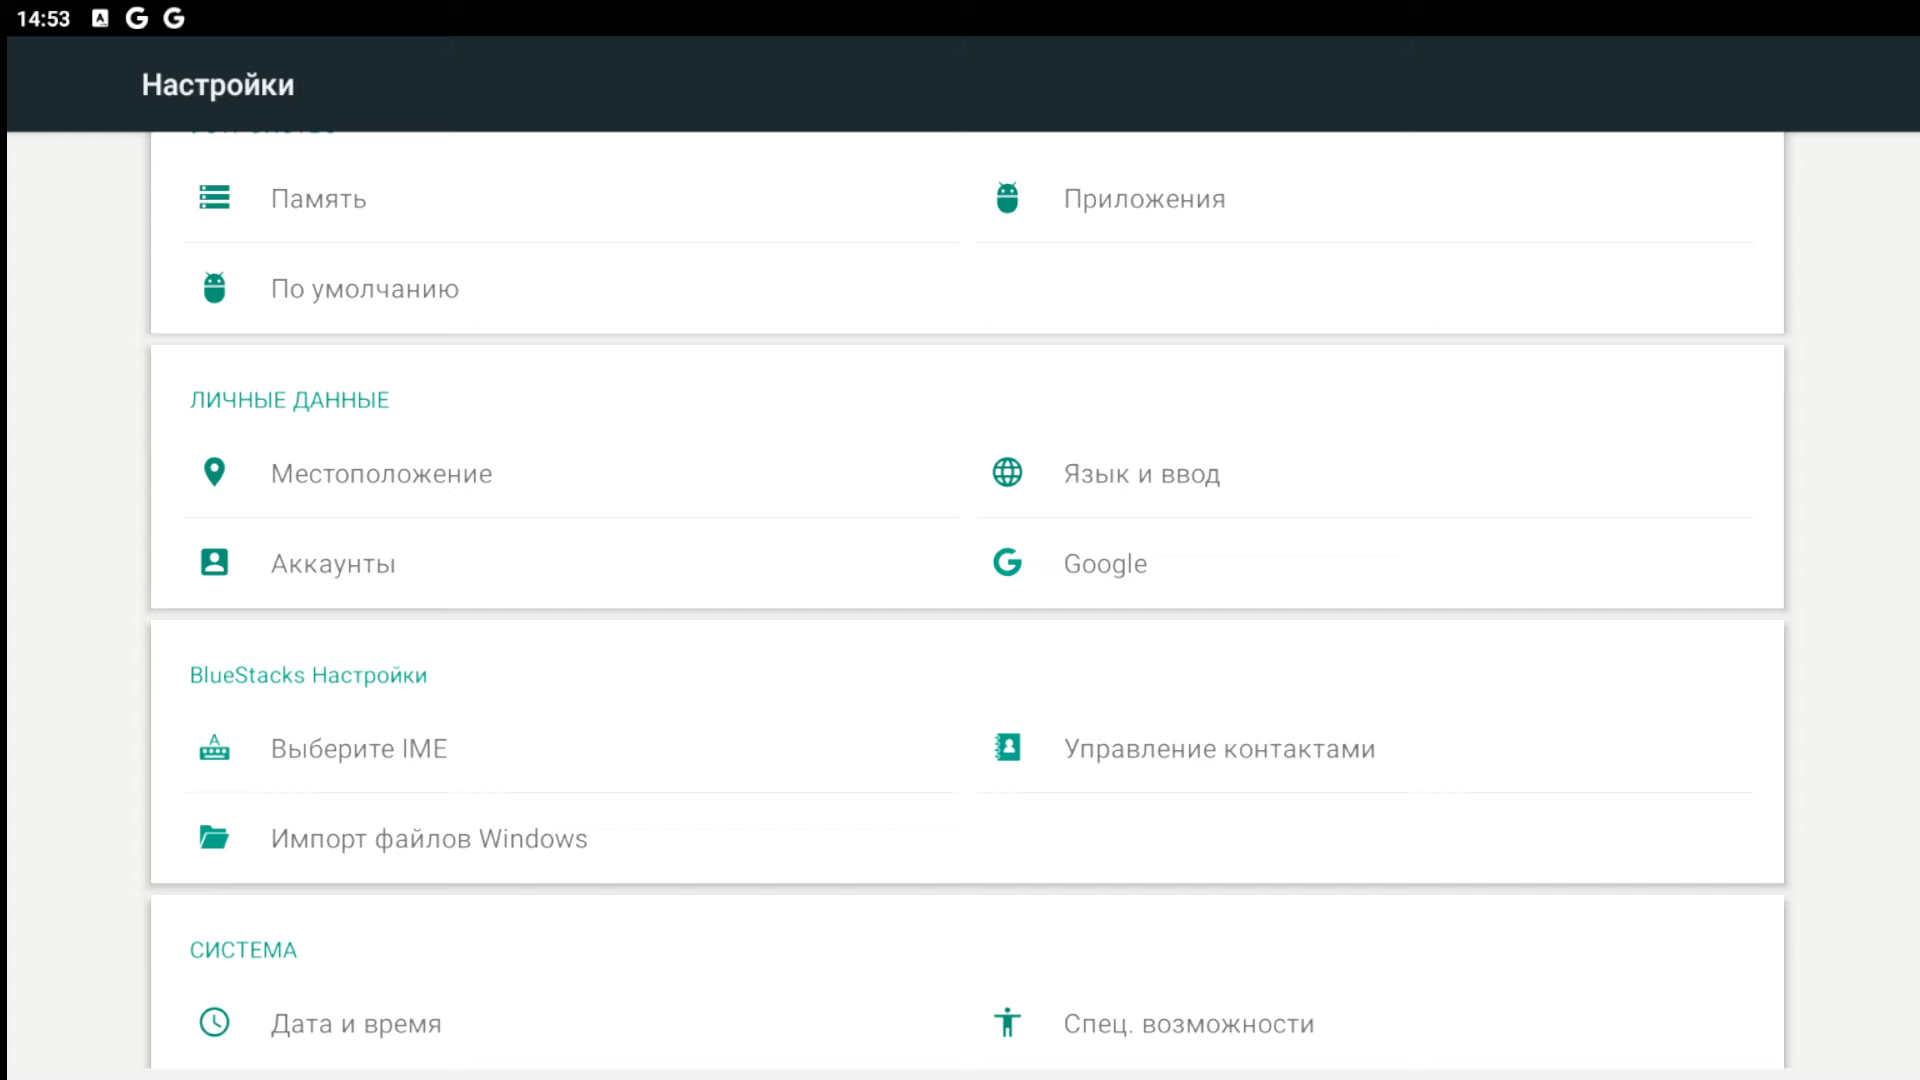 14:53
Настройки
Память
Приложения
По умолчанию
ЛИЧНЫЕ ДАННЫЕ
Местоположение
Язык и ввод
Аккаунты
Google
BlueStacks Настройки
Выберите IME
Управление контактами
Импорт файлов Windows
СИСТЕМА
Дата и время
Спец. возможности